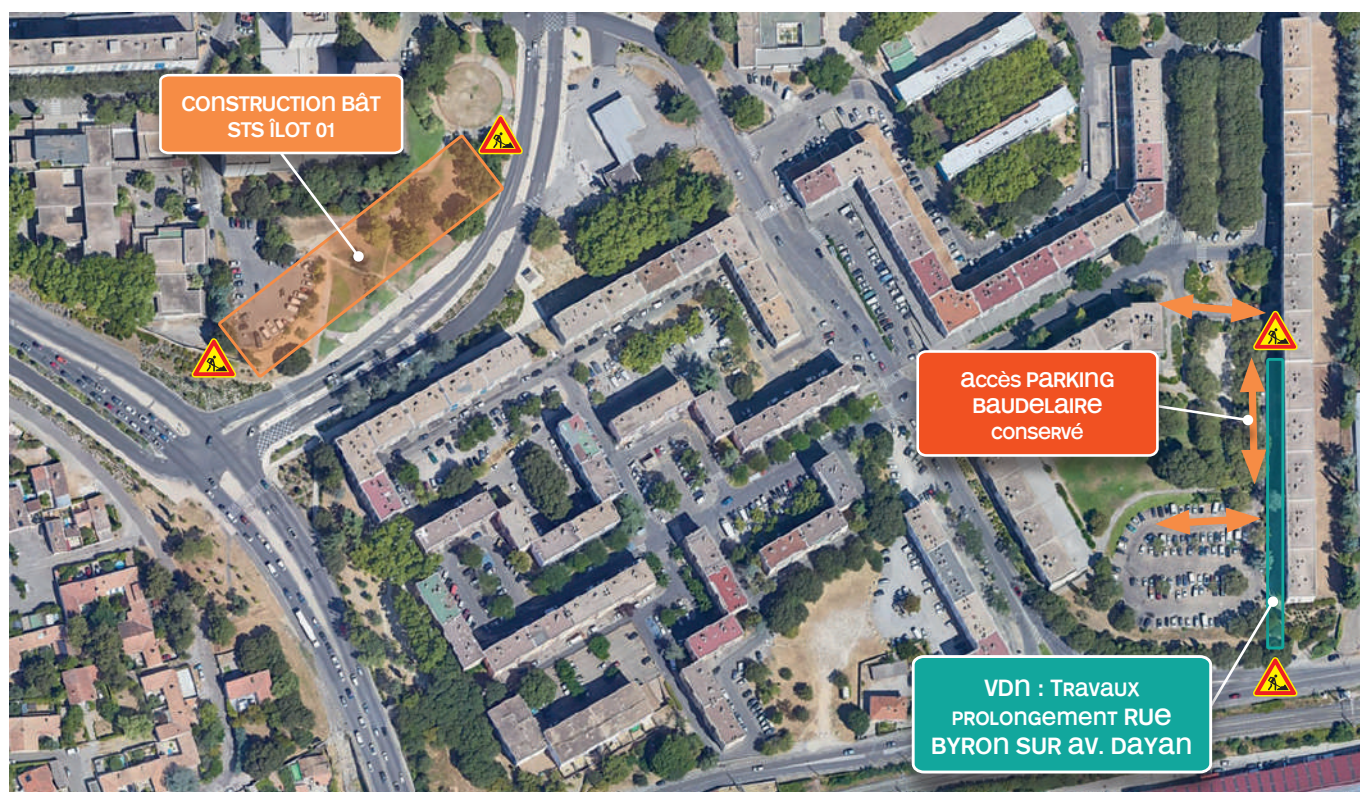 CONSTRUCTION BÂT
STS ÎLOT 01
accès PARKING
BAUDELAIRE
conservé
VDN : Travaux
PROLONGEMENT RUE
BYRON SUR AV. DAYAN